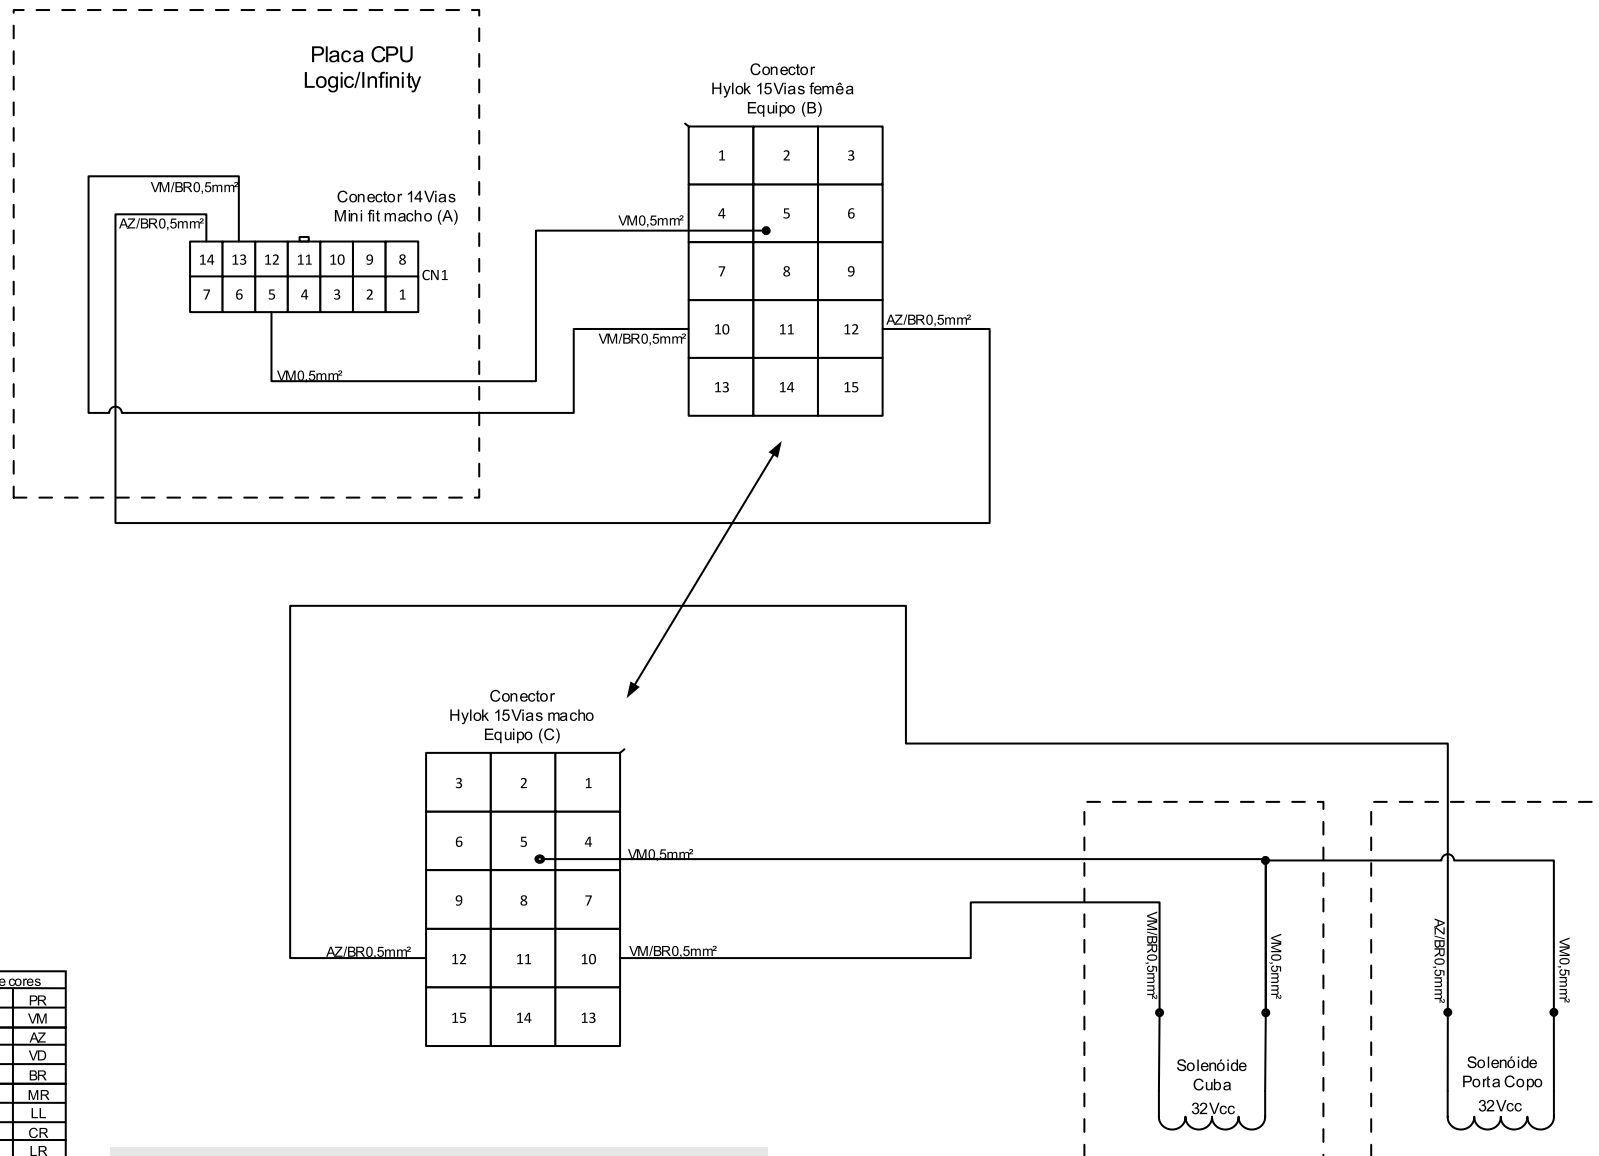 Placa CPU
Logic/Infinity
Conector
Hylok 15Vias femêa
Equipo (B)
1 2 3
4 5 6
7 8 9
10 11 12
13 14 15
VM/BR0,5mm²
AZ/BR0,5mm²
Conector 14Vias
Mini fit macho (A)
14 13 12 11 10 9 8
7 6 5 4 3 2 1
CN1
VM0,5mm²
VM0,5mm²
VM/BR0,5mm²
AZ/BR0,5mm²
Conector
Hylok 15Vias macho
Equipo (C)
3 2 1
6 5 4
9 8 7
12 11 10
15 14 13
VM0,5mm²
AZ/BR0,5mm²
VM/BR0,5mm²
VM/BR0,5mm²
VM0,5mm²
AZ/BR0,5mm²
VM0,5mm²
Solenóide
Cuba
32Vcc
Solenóide
Porta Copo
32Vcc
e cores
PR
VM
AZ
VD
BR
MR
LL
CR
LR